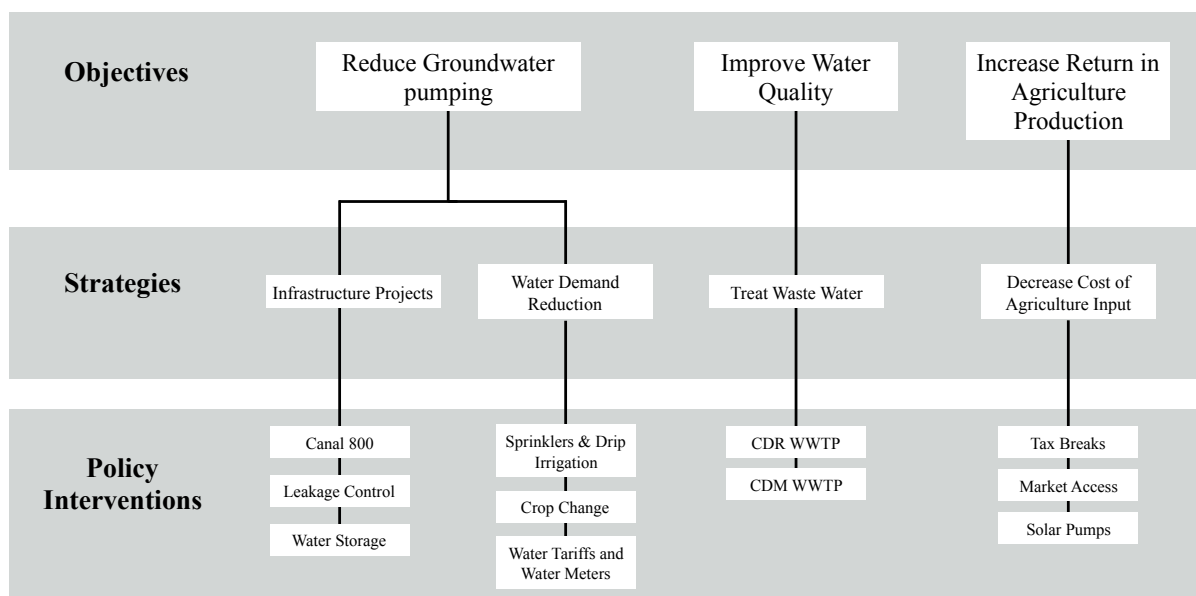 Objectives
Reduce Groundwater
pumping
Improve Water
Quality
Increase Return in
Agriculture
Production
Strategies
Infrastructure Projects
Water Demand
Reduction
Treat Waste Water
Decrease Cost of
Agriculture Input
Policy
Interventions
Canal 800
Leakage Control
Water Storage
Sprinklers & Drip
Irrigation
Crop Change
Water Tariffs and
Water Meters
CDR WWTP
CDM WWTP
Tax Breaks
Market Access
Solar Pumps